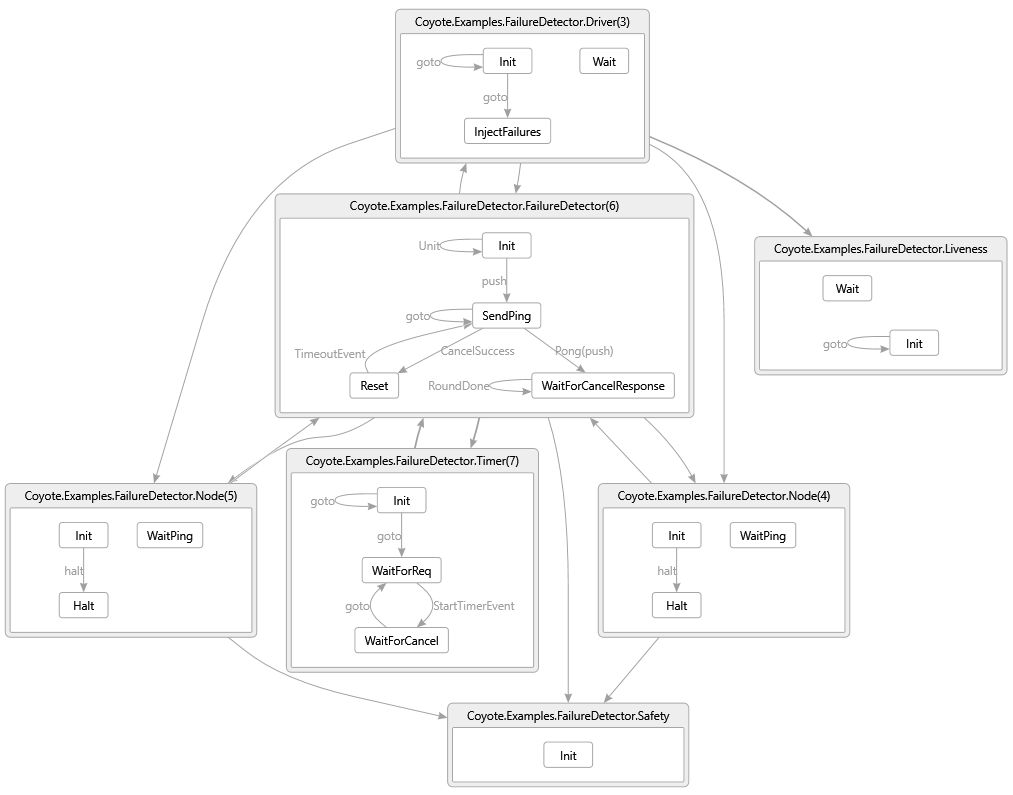 Coyote.Examples.FailureDetector.Driver(3)
goto
Init
Wait
goto
InjectFailures
Coyote.Examples.FailureDetector.FailureDetector(6)
Unit
Init
push
goto
SendPing
TimeoutEvent
CancelSuccess
Pong(push)
Reset
RoundDone
WaitForCancelResponse
Coyote.Examples.FailureDetector.Liveness
Wait
goto
Init
Coyote.Examples.FailureDetector.Node(5)
Init
WaitPing
halt
Halt
Coyote.Examples.FailureDetector.Timer(7)
goto
Init
goto
WaitForReq
goto
StartTimerEvent
WaitForCancel
Coyote.Examples.FailureDetector.Node(4)
Init
WaitPing
halt
Halt
Coyote.Examples.FailureDetector.Safety
Init